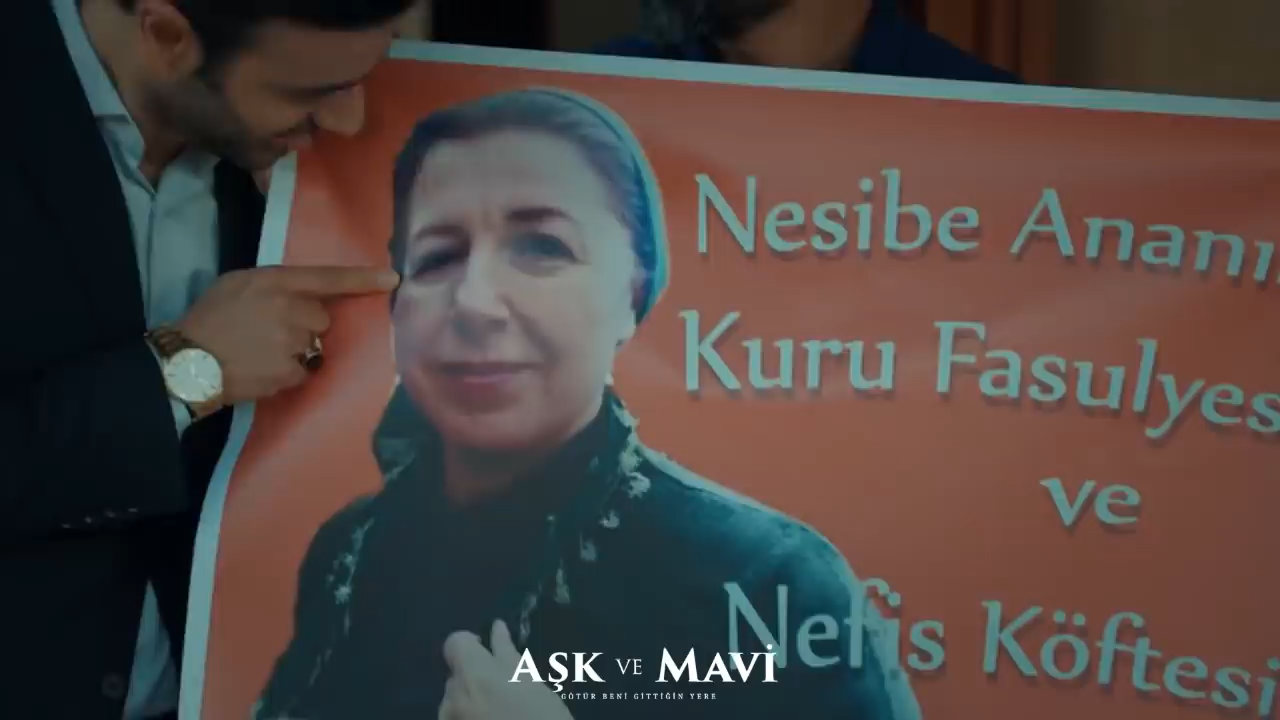 Nesibe Ananı
Kuru Fasulyes
ve
Nefis Köftesi
AŞK VE MAVİ
GÖTÜR BENİ GİTTİĞİN YERE